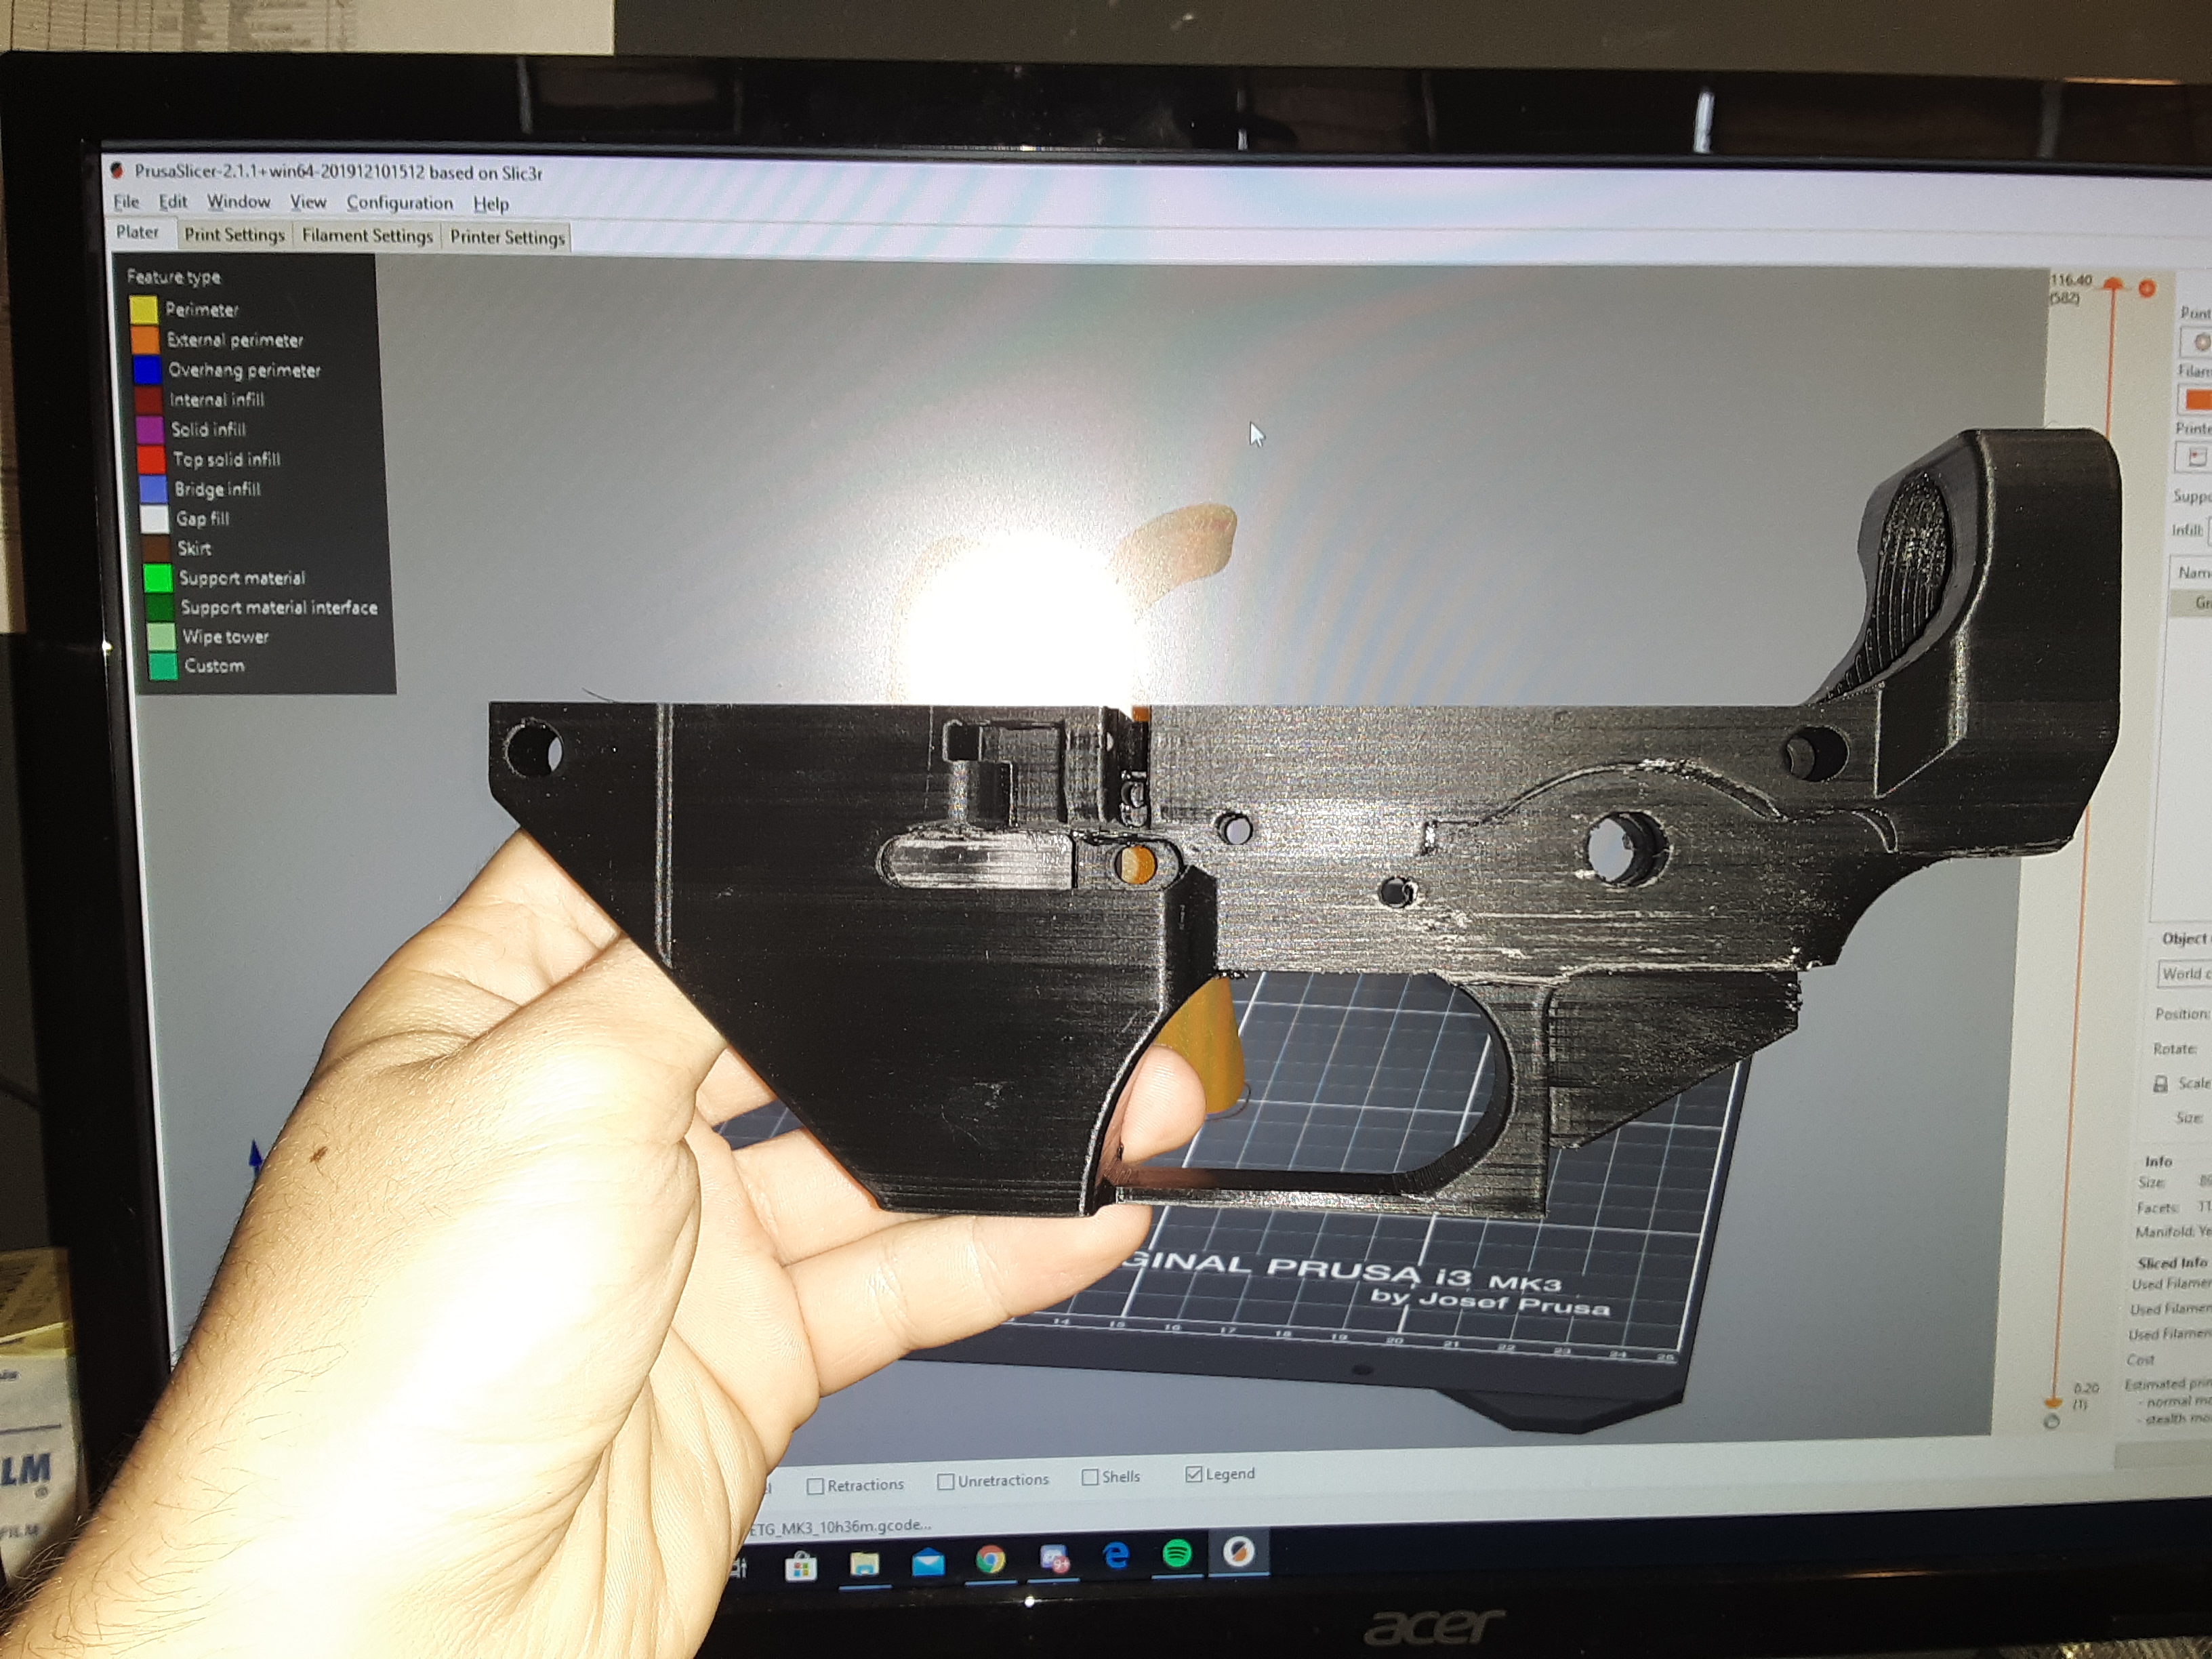 PrusaSlicer-2.1.1+win64-201912101512 based on Slic3r
File Edit Window View Configuration Help
Plater Print Settings Filament Settings Printer Settings
Feature type
Perimeter
External perimeter
Overhang perimeter
Internal infill
Solid infill
Top solid infill
Bridge infill
Gap fill
Skirt
Support material
Support material interface
Wipe tower
Custom
116.40
(582)
Print
Filam
Printe
Suppo
Infill:
Nam
Object
World c
Position:
Rotate:
Scale
Size:
Info
Size:
Facets: 11
Manifold: Ye
Sliced Info
Used Filamer
Used Filamer
Used Filamen
Cost
Estimated prin
- normal mo
- stealth mo
0.20
(1)
GINAL PRUSA i3 MK3
by Josef Prusa
14 15 16 17 18 19 20 21 22 23 24 25
Retractions Unretractions Shells Legend
ETG_MK3_10h36m.gcode...
9+
acer
LM
FILM